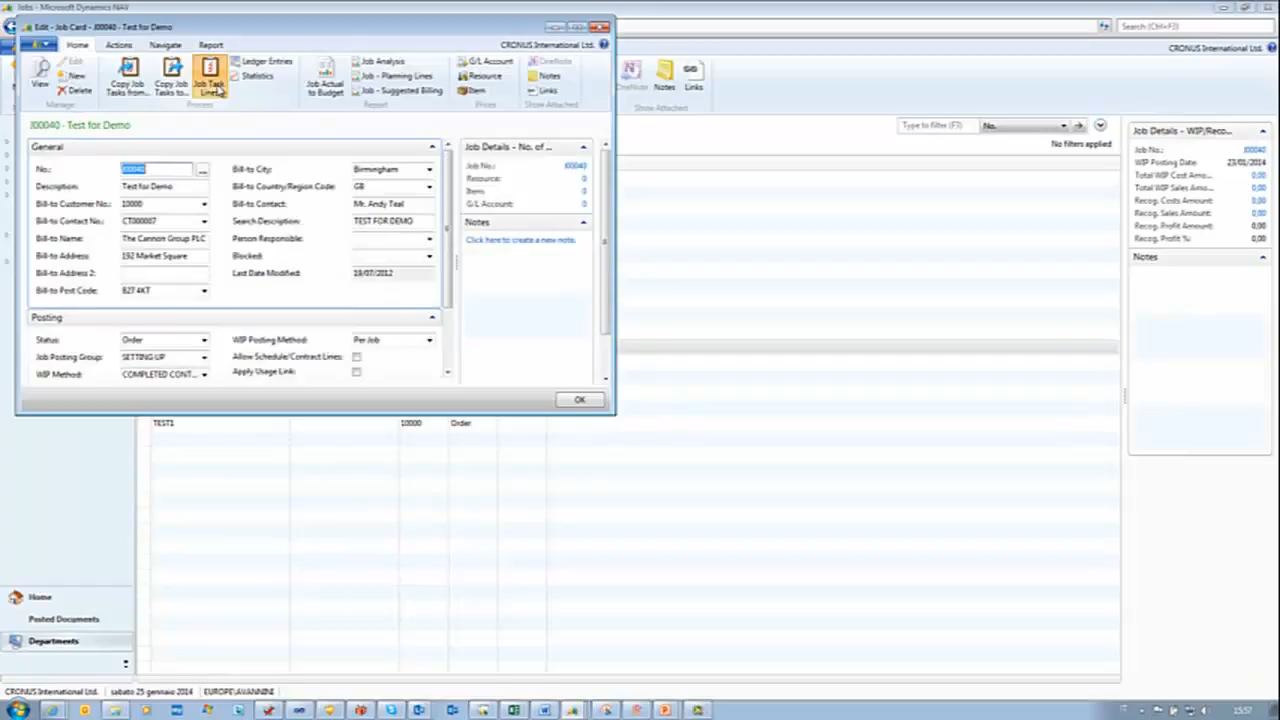 Jobs - Microsoft Dynamics NAV
Edit - Job Card - J00040 · Test for Demo
Search (Ctrl+F3)
Home Actions Navigate Report
CRONUS International Ltd.
CRONUS International Ltd.
View
Edit
New
Delete
Manage
Copy Job Tasks from...
Copy Job Tasks to...
Job Task Lines
Ledger Entries
Statistics
Process
Job Actual to Budget
Job Analysis
Job - Planning Lines
Job - Suggested Billing
Report
G/L Account
Resource
Item
Prices
OneNote
Notes
Links
Show Attached
OneNote
Notes
Links
Show Attached
J00040 · Test for Demo
General
No.: J00040
Description: Test for Demo
Bill-to Customer No.: 10000
Bill-to Contact No.: CT000007
Bill-to Name: The Cannon Group PLC
Bill-to Address: 192 Market Square
Bill-to Address 2:
Bill-to Post Code: B27 4KT
Bill-to City: Birmingham
Bill-to Country/Region Code: GB
Bill-to Contact: Mr. Andy Teal
Search Description: TEST FOR DEMO
Person Responsible:
Blocked:
Last Date Modified: 19/07/2012
Posting
Status: Order
Job Posting Group: SETTING UP
WIP Method: COMPLETED CONT...
WIP Posting Method: Per Job
Allow Schedule/Contract Lines:
Apply Usage Link:
Job Details - No. of ...
Job No.: J00040
Resource: 0
Item: 0
G/L Account: 0
Notes
Click here to create a new note.
OK
Type to filter (F3) No.
No filters applied
Job Details - WIP/Reco...
Job No.: J00040
WIP Posting Date: 23/01/2014
Total WIP Cost Amo... 0,00
Total WIP Sales Amo... 0,00
Recog. Costs Amount: 0,00
Recog. Sales Amount: 0,00
Recog. Profit Amount: 0,00
Recog. Profit %: 0,00
Notes
TEST1 10000 Order
Home
Posted Documents
Departments
CRONUS International Ltd. sabato 25 gennaio 2014 EUROPE\AVANNINI
IT 15:57